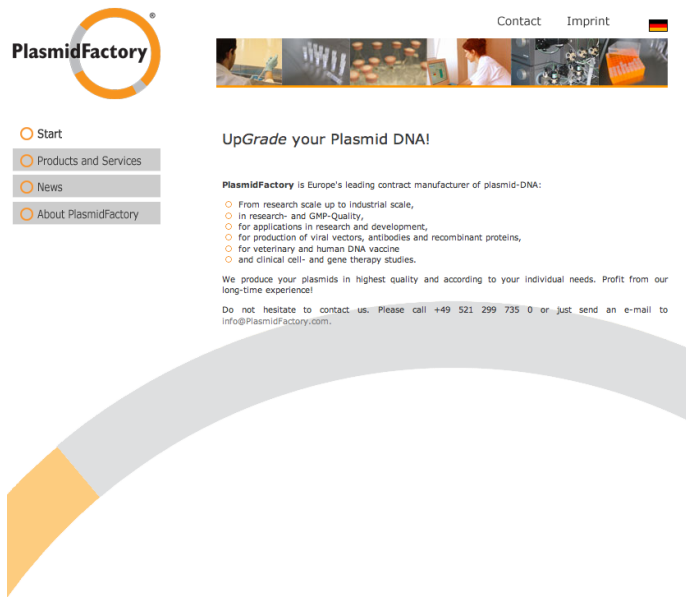 PlasmidFactory
®
Contact Imprint
Start
Products and Services
News
About PlasmidFactory
UpGrade your Plasmid DNA!
PlasmidFactory is Europe's leading contract manufacturer of plasmid-DNA:
From research scale up to industrial scale,
in research- and GMP-Quality,
for applications in research and development,
for production of viral vectors, antibodies and recombinant proteins,
for veterinary and human DNA vaccine
and clinical cell- and gene therapy studies.
We produce your plasmids in highest quality and according to your individual needs. Profit from our
long-time experience!
Do not hesitate to contact us. Please call +49 521 299 735 0 or just send an e-mail to
info@PlasmidFactory.com.